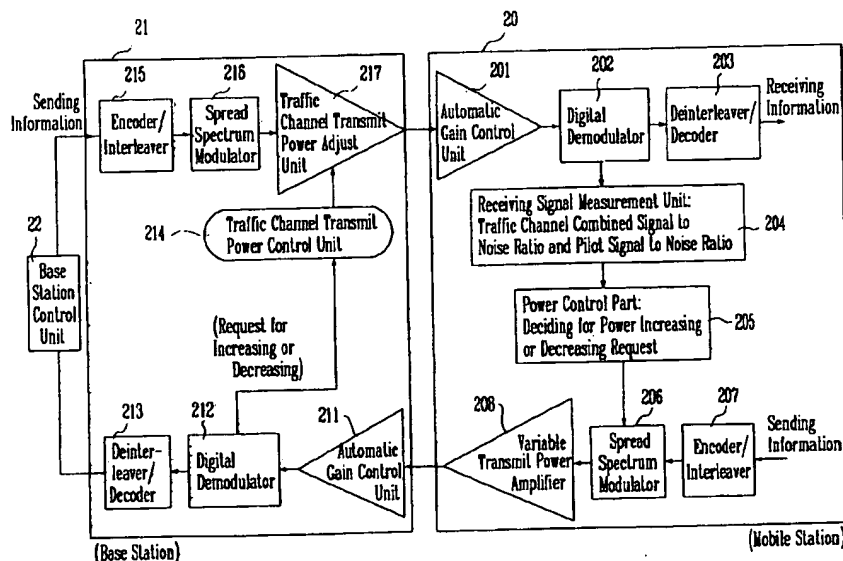 21
20
215
216
217
201
202
203
Sending
Information
Encoder/
Interleaver
Spread
Spectrum
Modulator
Traffic
Channel Transmit
Power Adjust
Unit
Automatic
Gain Control
Unit
Digital
Demodulator
Deinterleaver/
Decoder
Receiving
Information
214
Traffic Channel Transmit
Power Control Unit
Receiving Signal Measurement Unit:
Traffic Channel Combined Signal to
Noise Ratio and Pilot Signal to Noise Ratio
204
22
Base
Station
Control
Unit
(Request for
Increasing or
Decreasing)
Power Control Part:
Deciding for Power Increasing
or Decreasing Request
205
213
212
211
208
206
207
Deinter-
leaver/
Decoder
Digital
Demodulator
Automatic
Gain Control
Unit
Variable
Transmit Power
Amplifier
Spread
Spectrum
Modulator
Encoder/
Interleaver
Sending
Information
(Base Station)
(Mobile Station)